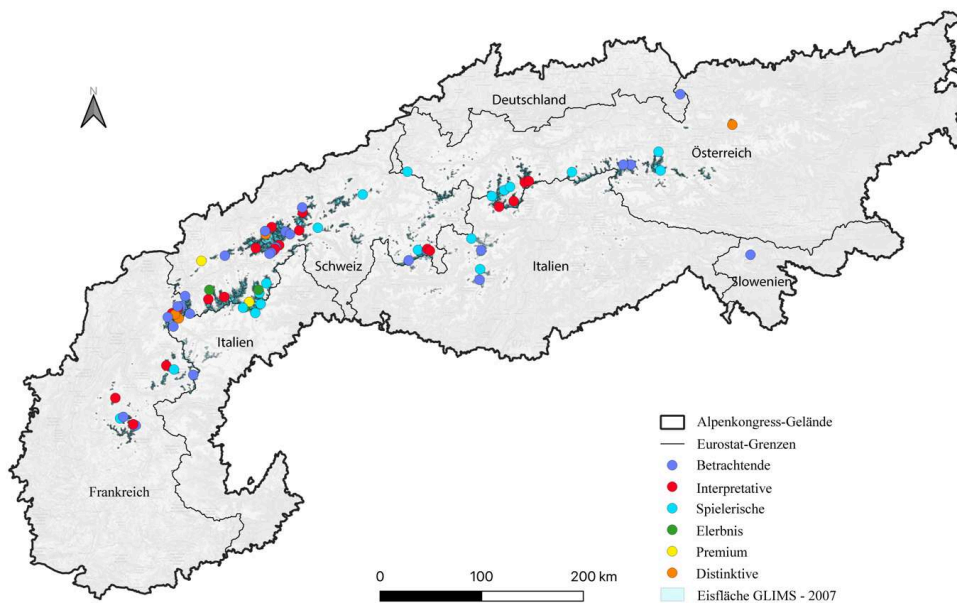 N
Deutschland
Österreich
Schweiz
Italien
Slowenien
Italien
Frankreich
Alpenkongress-Gelände
Eurostat-Grenzen
Betrachtende
Interpretative
Spielerische
Elerbnis
Premium
Distinktive
Eisfläche GLIMS - 2007
0 100 200 km